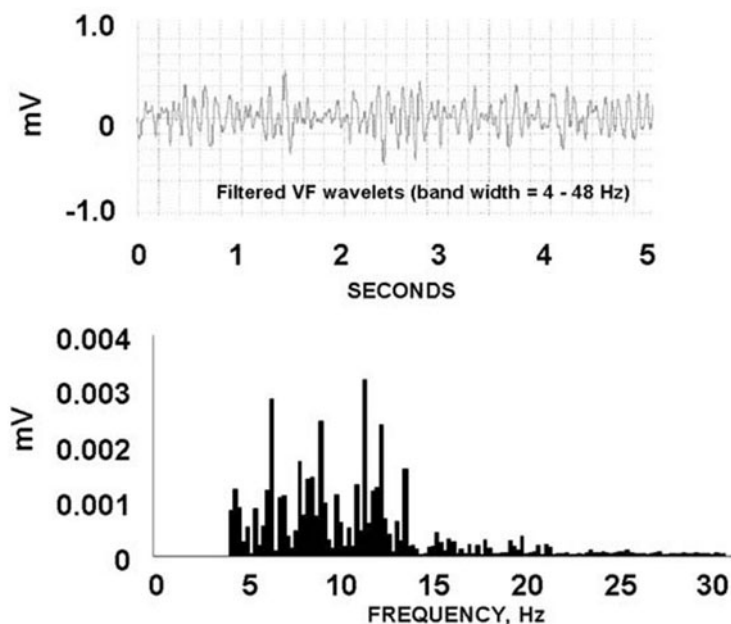 1.0
mV
0
Filtered VF wavelets (band width = 4 - 48 Hz)
-1.0
0 1 2 3 4 5
SECONDS
0.004
0.003
mV
0.002
0.001
0
0 5 10 15 20 25 30
FREQUENCY, Hz